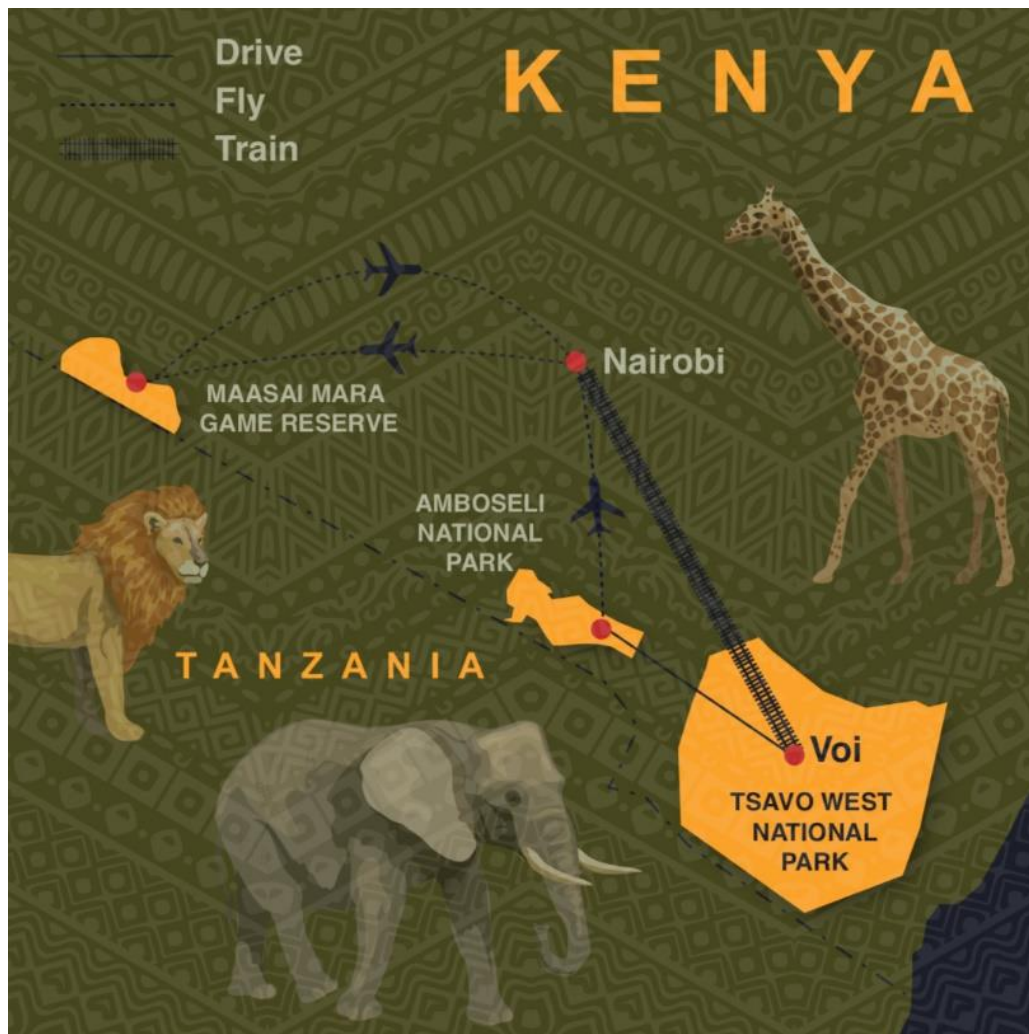 Drive
Fly
Train
KENYA
Nairobi
MAASAI MARA
GAME RESERVE
AMBOSELI
NATIONAL
PARK
TANZANIA
Voi
TSAVO WEST
NATIONAL
PARK